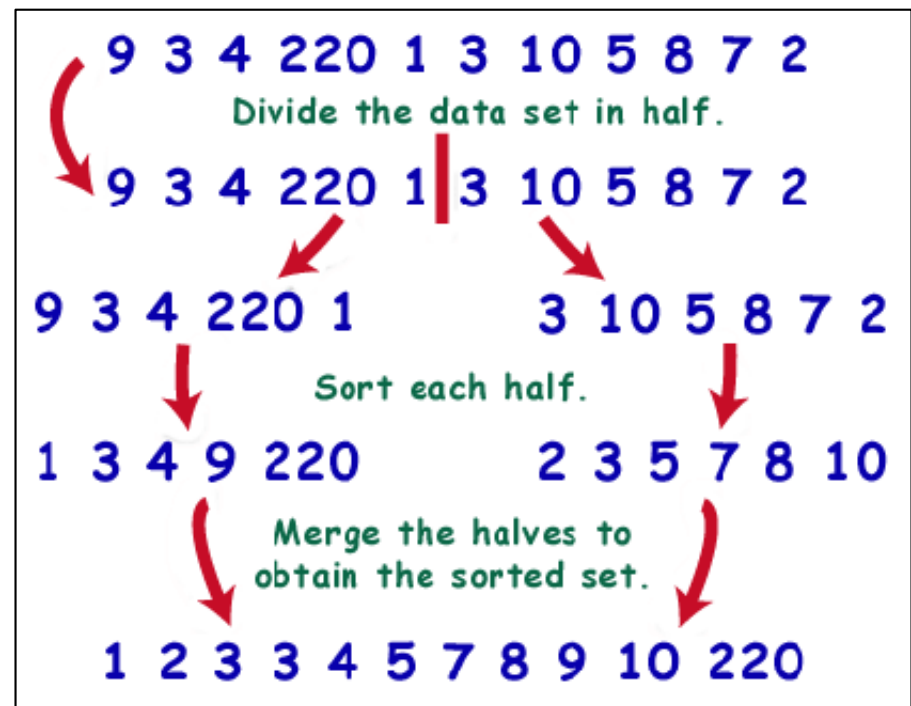 9 3 4 220 1 3 10 5 8 7 2
Divide the data set in half.
9 3 4 220 1 3 10 5 8 7 2
9 3 4 220 1 3 10 5 8 7 2
Sort each half.
1 3 4 9 220 2 3 5 7 8 10
Merge the halves to
obtain the sorted set.
1 2 3 3 4 5 7 8 9 10 220